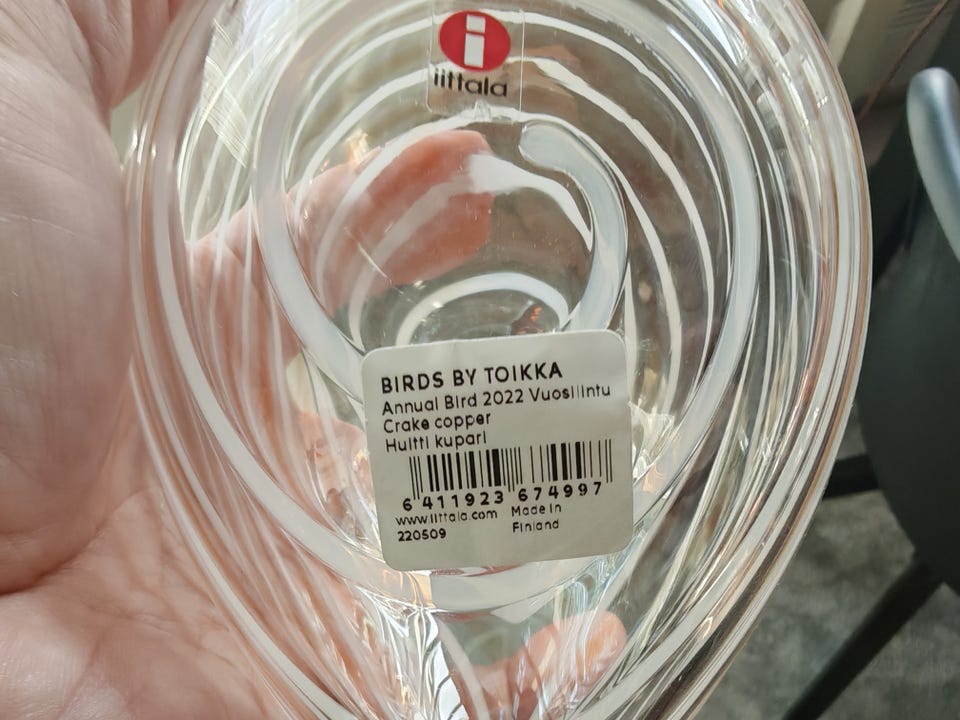 i
iittala
BIRDS BY TOIKKA
Annual Bird 2022 Vuosilintu
Crake copper
Huitti kupari
6 411923 674997
www.iittala.com Made in
220509 Finland